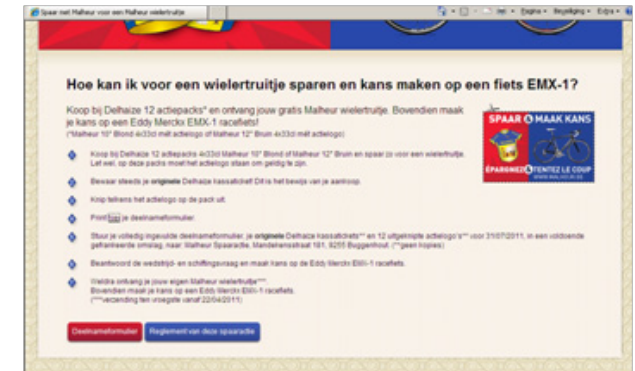 Spaar met Malheur voor een Malheur wielertruitje
Pagina Beveiliging Extra
Hoe kan ik voor een wielertruitje sparen en kans maken op een fiets EMX-1?
Koop bij Delhaize 12 actiepacks* en ontvang jouw gratis Malheur wielertruitje. Bovendien maak
je kans op een Eddy Merckx EMX-1 racefiets!
(*Malheur 10° Blond 4x33cl mét actielogo of Malheur 12° Bruin 4x33cl mét actielogo)
SPAAR & MAAK KANS
ÉPARGNEZ & TENTEZ LE COUP
WWW.MALHEUR.BE
Koop bij Delhaize 12 actiepacks 4x33cl Malheur 10° Blond of Malheur 12° Bruin en spaar zo voor een wielertruitje.
Let wel, op deze packs moet het actielogo staan om geldig te zijn.
Bewaar steeds je originele Delhaize kassaticket! Dit is het bewijs van je aankoop.
Knip telkens het actielogo op de pack uit.
Print hier je deelnameformulier.
Stuur je volledig ingevulde deelnameformulier, je originele Delhaize kassatickets** en 12 uitgeknipte actielogo's** voor 31/07/2011, in een voldoende
gefrankeerde omslag, naar: Malheur Spaaractie, Mandekensstraat 181, 9255 Buggenhout. (**geen kopies)
Beantwoord de wedstrijd- en schiftingsvraag en maak kans op de Eddy Merckx EMX-1 racefiets.
Weldra ontvang je jouw eigen Malheur wielertruitje***.
Bovendien maak je kans op een Eddy Merckx EMX-1 racefiets.
(***verzending ten vroegste vanaf 22/04/2011)
Deelnameformulier Reglement van deze spaaractie